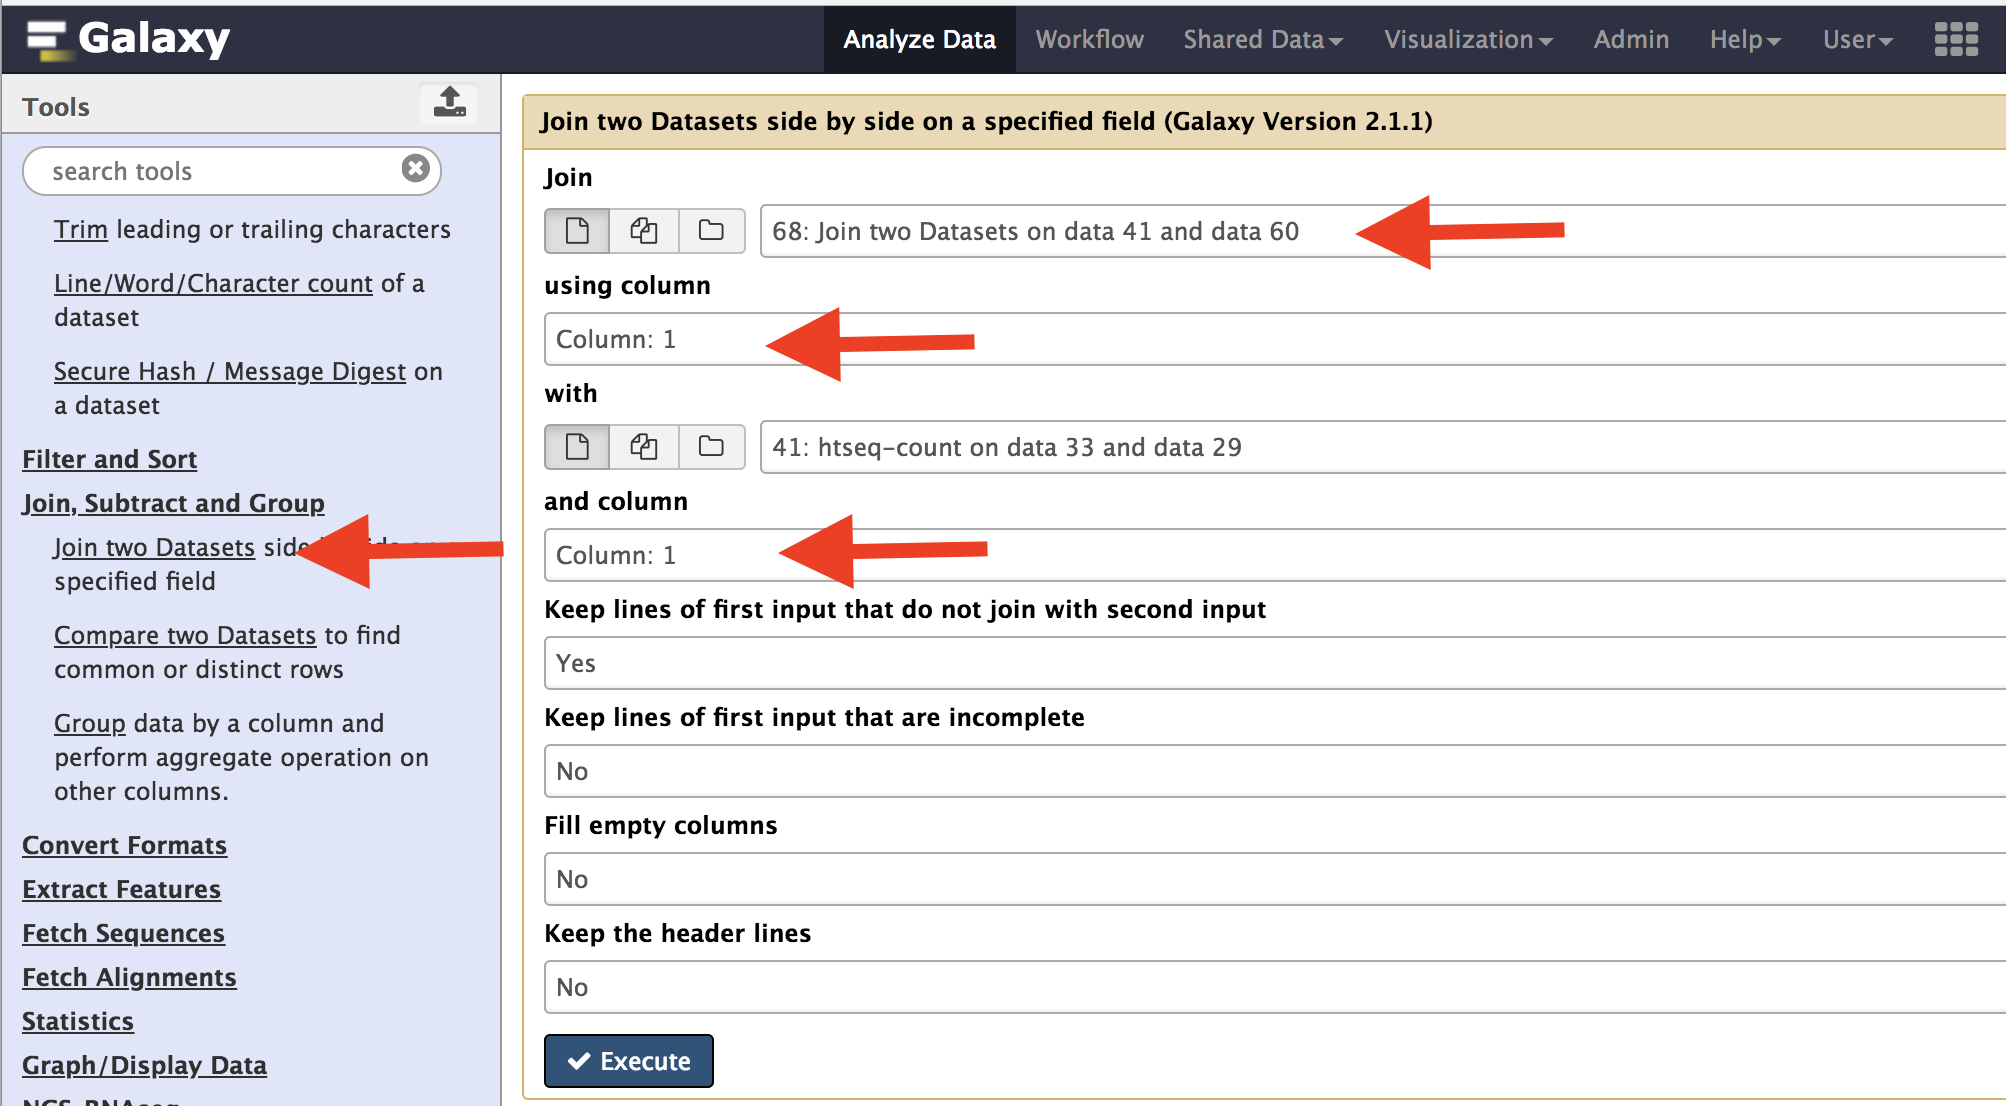 Galaxy
Analyze Data Workflow Shared Data Visualization Admin Help User
Tools
search tools
Trim leading or trailing characters
Line/Word/Character count of a
dataset
Secure Hash / Message Digest on
a dataset
Filter and Sort
Join, Subtract and Group
Join two Datasets side
specified field
Compare two Datasets to find
common or distinct rows
Group data by a column and
perform aggregate operation on
other columns.
Convert Formats
Extract Features
Fetch Sequences
Fetch Alignments
Statistics
Graph/Display Data
Join two Datasets side by side on a specified field (Galaxy Version 2.1.1)
Join
68: Join two Datasets on data 41 and data 60
using column
Column: 1
with
41: htseq-count on data 33 and data 29
and column
Column: 1
Keep lines of first input that do not join with second input
Yes
Keep lines of first input that are incomplete
No
Fill empty columns
No
Keep the header lines
No
Execute